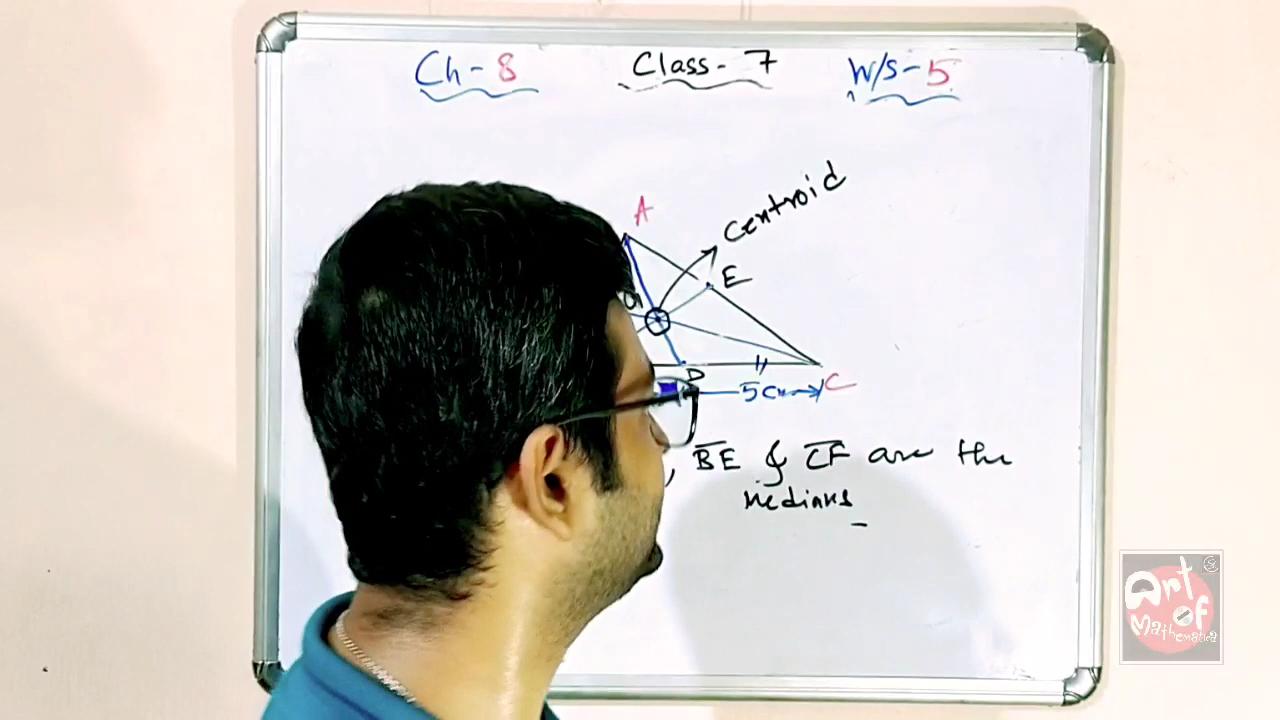 Ch-8 Class-7 W/S-5
A
Centroid
E
D
5cm
C
, BE & CF are the
medians
Art
of
Mathematics